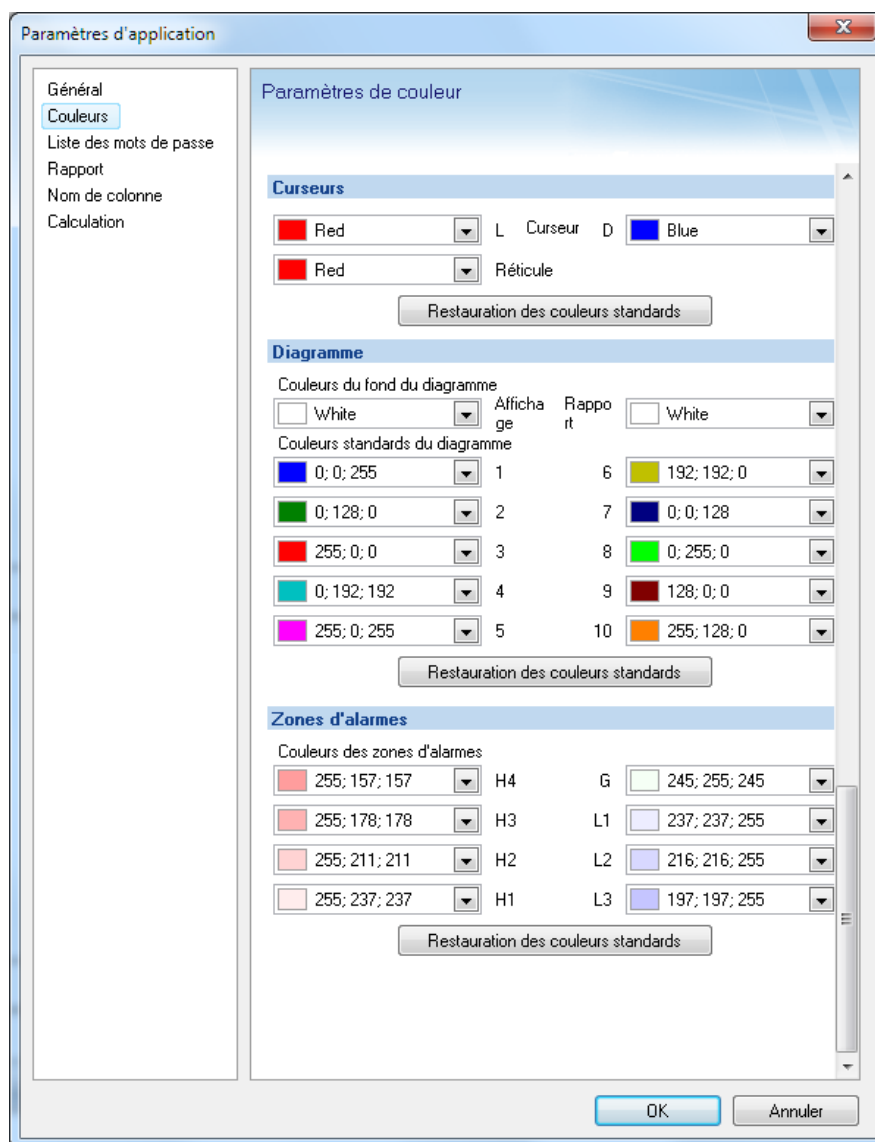 Paramètres d'application
Général
Couleurs
Liste des mots de passe
Rapport
Nom de colonne
Calculation
Paramètres de couleur
Curseurs
Red L Curseur D Blue
Red Réticule
Restauration des couleurs standards
Diagramme
Couleurs du fond du diagramme
White Afficha
ge Rappo
rt White
Couleurs standards du diagramme
0; 0; 255 1 6 192; 192; 0
0; 128; 0 2 7 0; 0; 128
255; 0; 0 3 8 0; 255; 0
0; 192; 192 4 9 128; 0; 0
255; 0; 255 5 10 255; 128; 0
Restauration des couleurs standards
Zones d'alarmes
Couleurs des zones d'alarmes
255; 157; 157 H4 G 245; 255; 245
255; 178; 178 H3 L1 237; 237; 255
255; 211; 211 H2 L2 216; 216; 255
255; 237; 237 H1 L3 197; 197; 255
Restauration des couleurs standards
OK Annuler